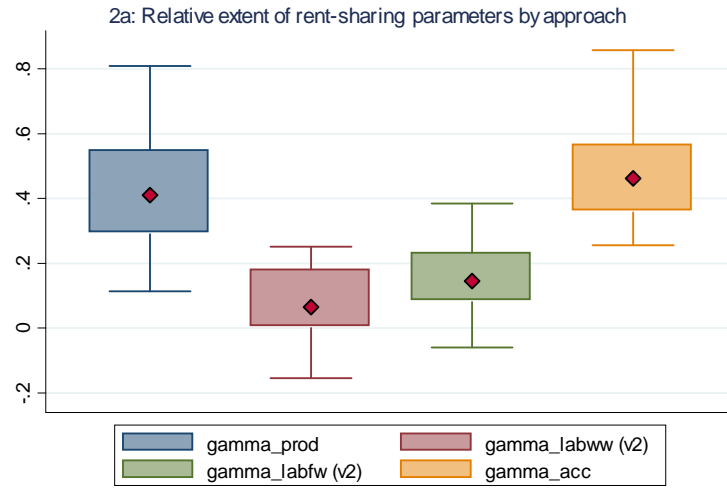 2a: Relative extent of rent-sharing parameters by approach
.8
.6
.4
.2
0
-.2
gamma_prod
gamma_labww (v2)
gamma_labfw (v2)
gamma_acc